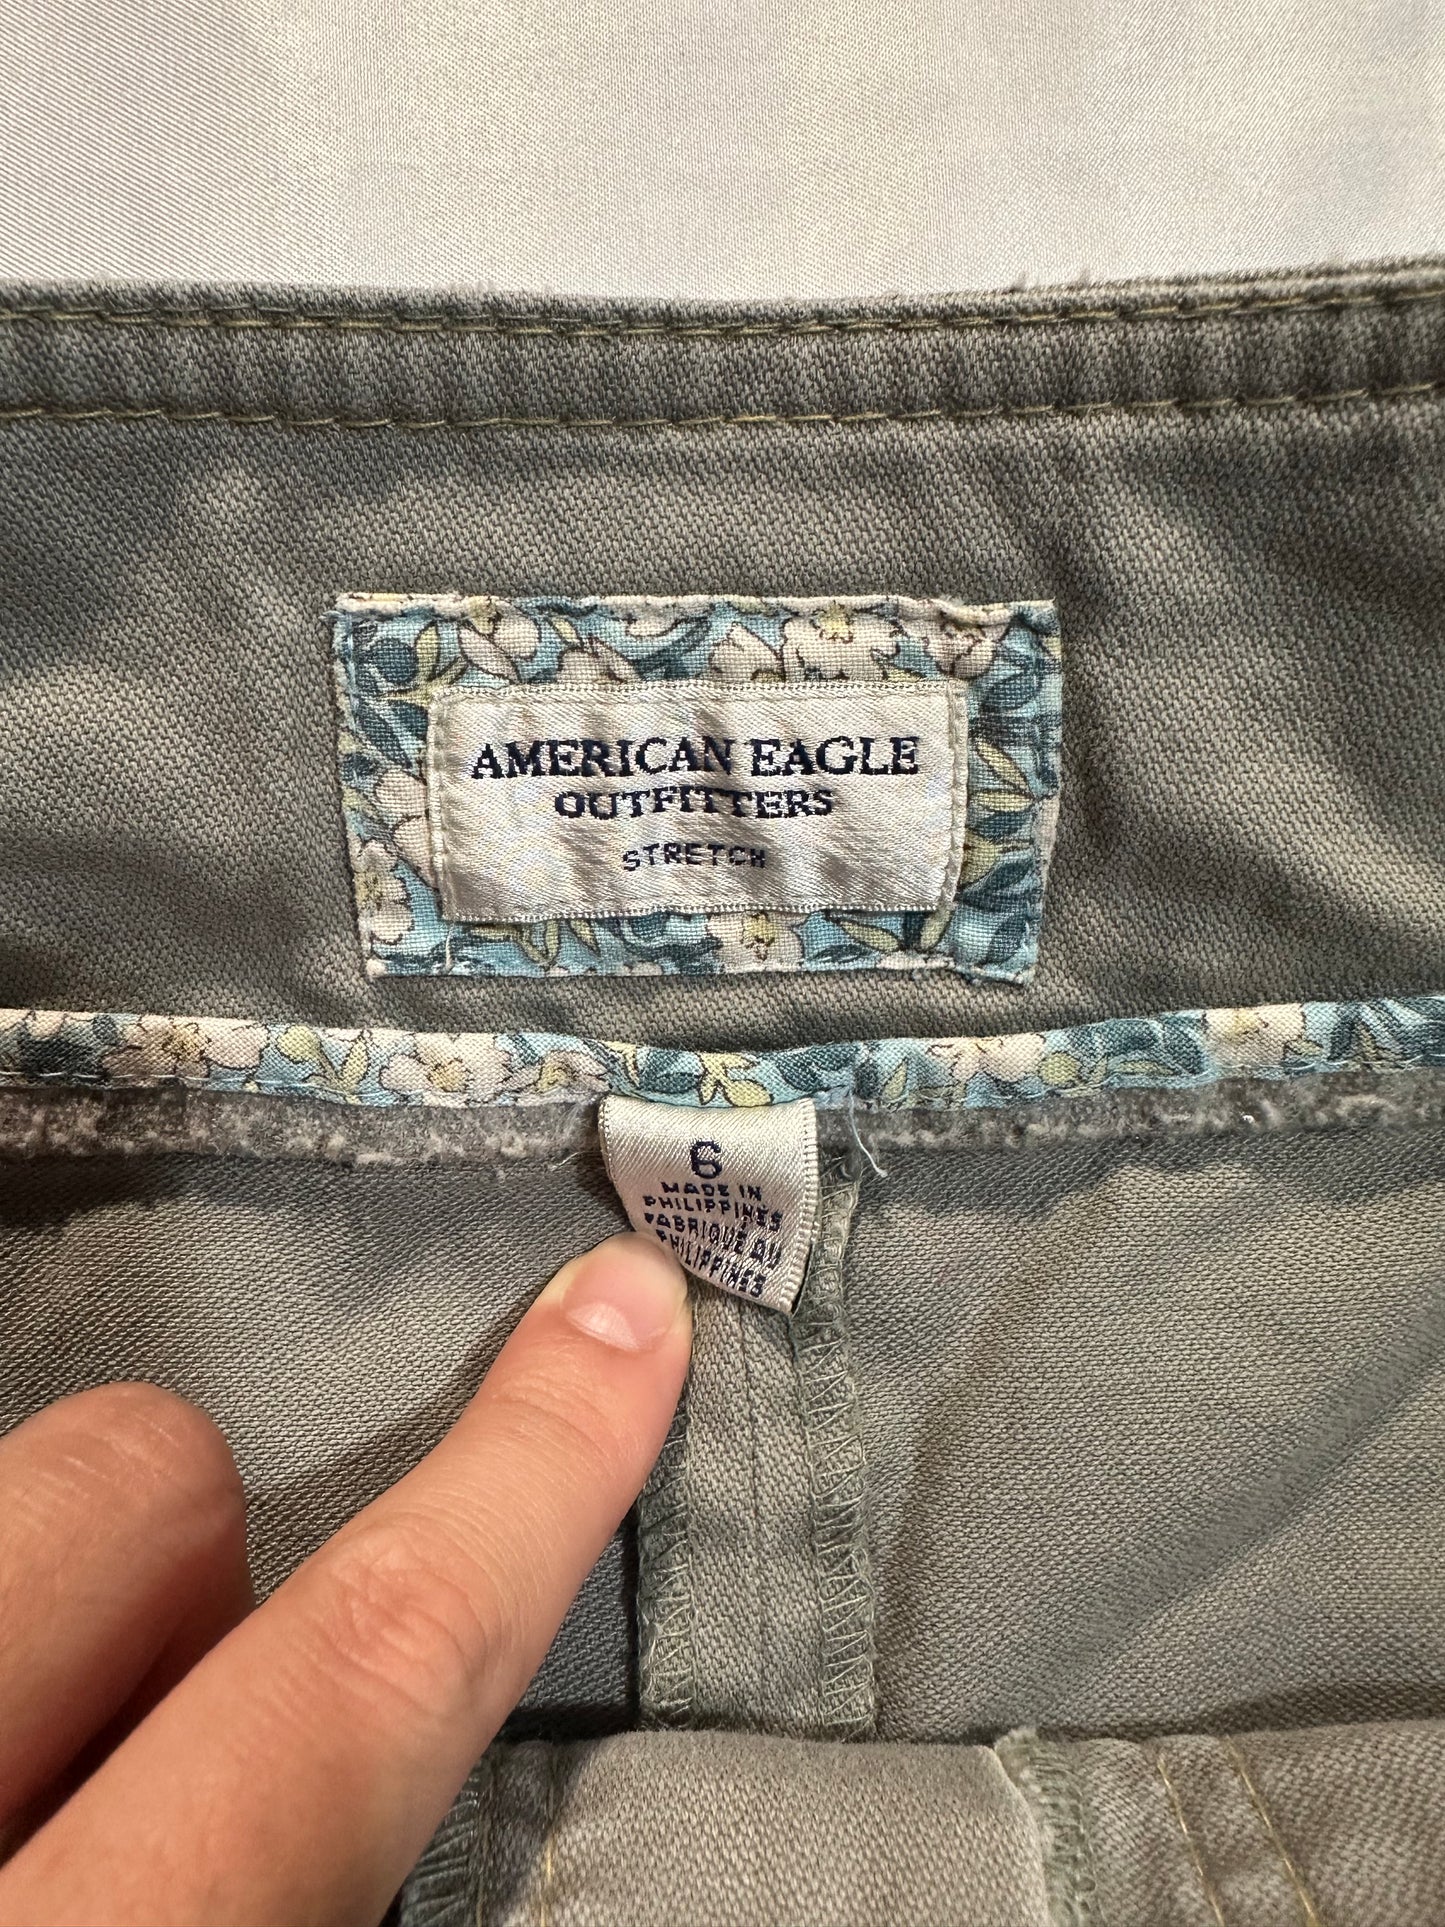 AMERICAN EAGLE
OUTFITTERS
STRETCH
6
MADE IN
PHILIPPINES
FABRIQUE AU
PHILIPPINES